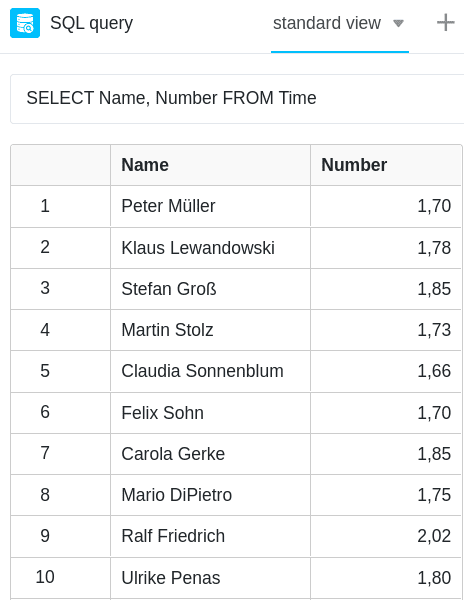 SQL query standard view
SELECT Name, Number FROM Time
Name Number
1 Peter Müller 1,70
2 Klaus Lewandowski 1,78
3 Stefan Groß 1,85
4 Martin Stolz 1,73
5 Claudia Sonnenblum 1,66
6 Felix Sohn 1,70
7 Carola Gerke 1,85
8 Mario DiPietro 1,75
9 Ralf Friedrich 2,02
10 Ulrike Penas 1,80